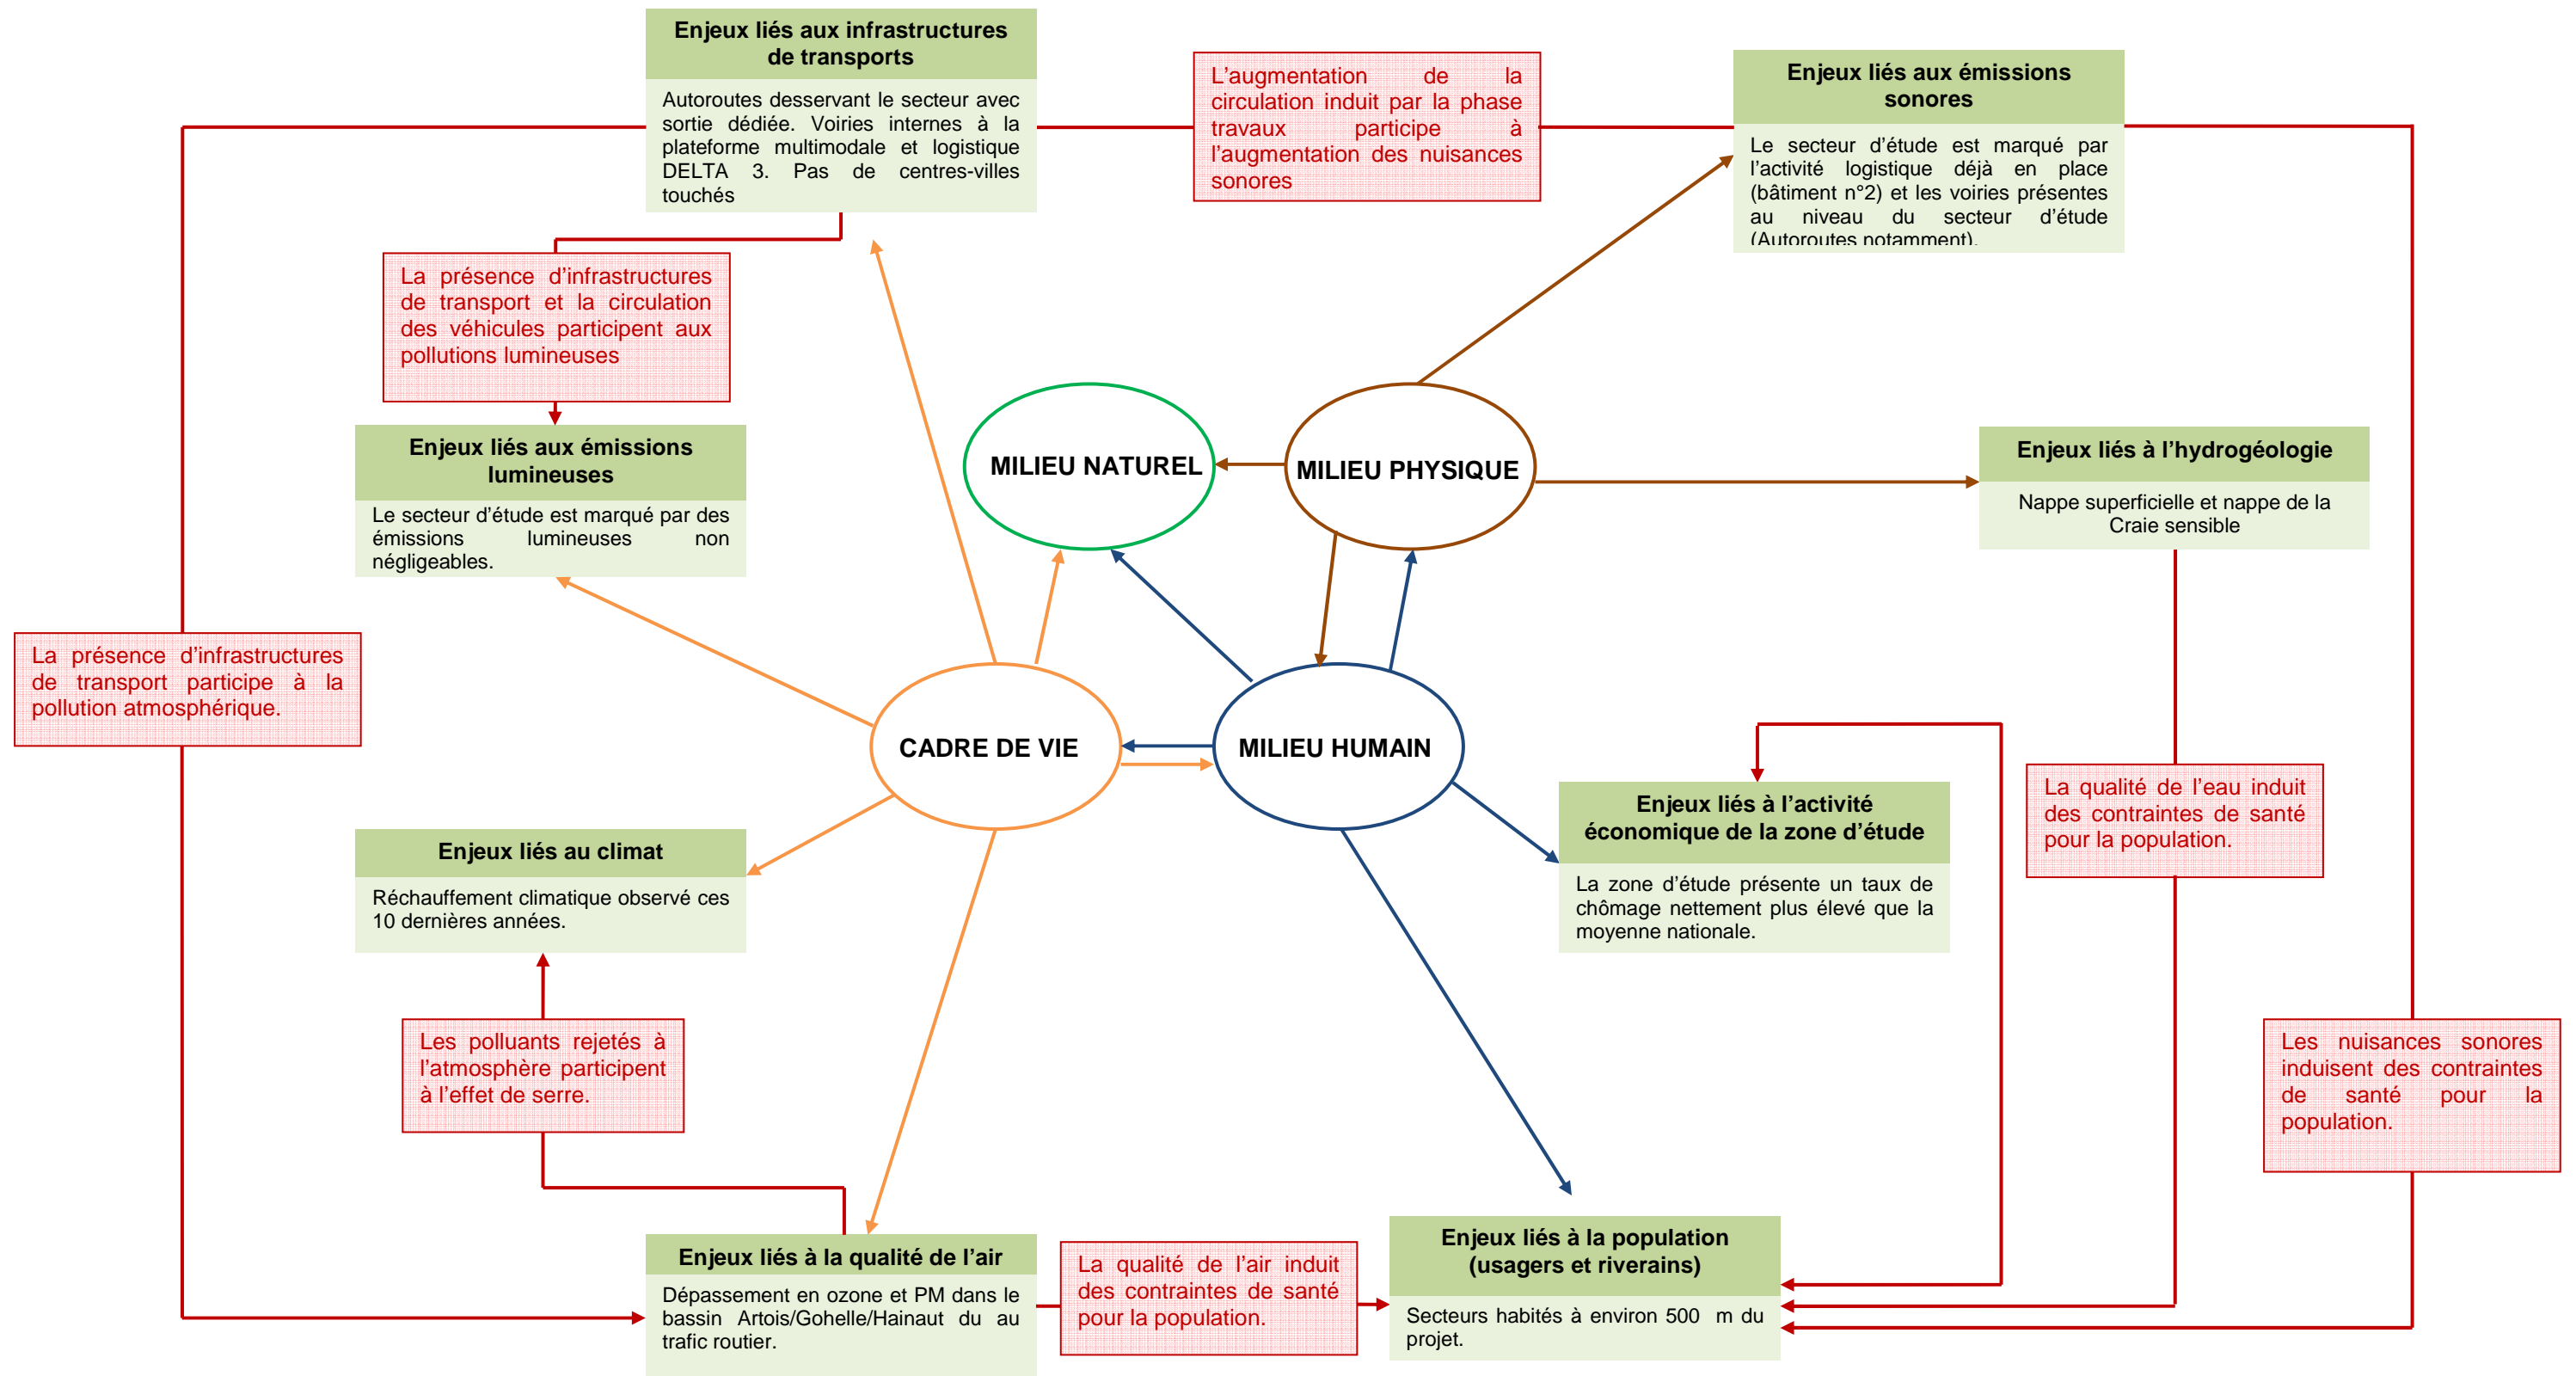 Enjeux liés aux infrastructures
de transports
Autoroutes desservant le secteur avec
sortie dédiée. Voiries internes à la
plateforme multimodale et logistique
DELTA 3. Pas de centres-villes
touchés
L’augmentation de la
circulation induit par la phase
travaux participe à
l’augmentation des nuisances
sonores
Enjeux liés aux émissions
sonores
Le secteur d’étude est marqué par
l’activité logistique déjà en place
(bâtiment n°2) et les voiries présentes
au niveau du secteur d’étude
(Autoroutes notamment).
La présence d’infrastructures
de transport et la circulation
des véhicules participent aux
pollutions lumineuses
Enjeux liés aux émissions
lumineuses
Le secteur d’étude est marqué par des
émissions lumineuses non
négligeables.
MILIEU NATUREL
MILIEU PHYSIQUE
Enjeux liés à l’hydrogéologie
Nappe superficielle et nappe de la
Craie sensible
La présence d’infrastructures
de transport participe à la
pollution atmosphérique.
CADRE DE VIE
MILIEU HUMAIN
Enjeux liés à l’activité
économique de la zone d’étude
La zone d’étude présente un taux de
chômage nettement plus élevé que la
moyenne nationale.
La qualité de l’eau induit
des contraintes de santé
pour la population.
Enjeux liés au climat
Réchauffement climatique observé ces
10 dernières années.
Les polluants rejetés à
l’atmosphère participent
à l’effet de serre.
Les nuisances sonores
induisent des contraintes
de santé pour la
population.
Enjeux liés à la qualité de l’air
Dépassement en ozone et PM dans le
bassin Artois/Gohelle/Hainaut du au
trafic routier.
La qualité de l’air induit
des contraintes de santé
pour la population.
Enjeux liés à la population
(usagers et riverains)
Secteurs habités à environ 500 m du
projet.